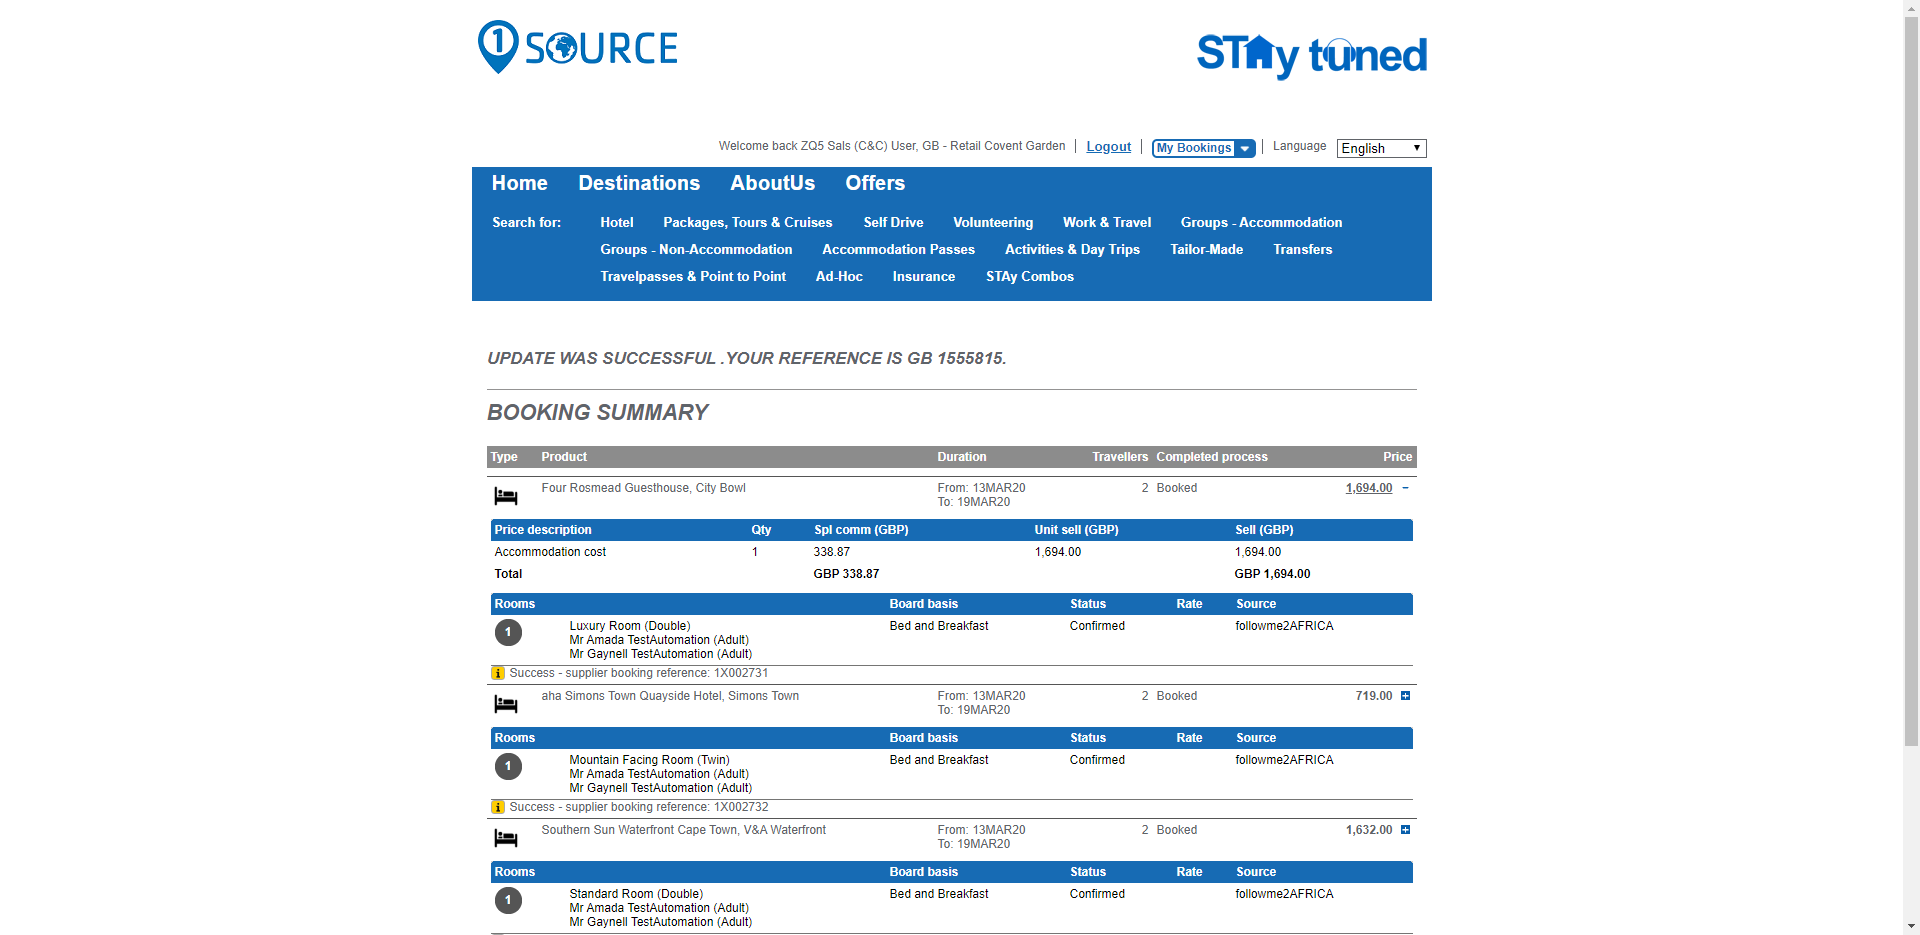 1 SOURCE
STAy tuned
Welcome back ZQ5 Sals (C&C) User, GB - Retail Covent Garden Logout My Bookings Language English
Home Destinations AboutUs Offers
Search for: Hotel Packages, Tours & Cruises Self Drive Volunteering Work & Travel Groups - Accommodation
Groups - Non-Accommodation Accommodation Passes Activities & Day Trips Tailor-Made Transfers
Travelpasses & Point to Point Ad-Hoc Insurance STAy Combos
UPDATE WAS SUCCESSFUL .YOUR REFERENCE IS GB 1555815.
BOOKING SUMMARY
Type Product Duration Travellers Completed process Price
Four Rosmead Guesthouse, City Bowl From: 13MAR20 2 Booked 1,694.00
To: 19MAR20
Price description Qty Spl comm (GBP) Unit sell (GBP) Sell (GBP)
Accommodation cost 1 338.87 1,694.00 1,694.00
Total GBP 338.87 GBP 1,694.00
Rooms Board basis Status Rate Source
1 Luxury Room (Double) Bed and Breakfast Confirmed followme2AFRICA
Mr Amada TestAutomation (Adult)
Mr Gaynell TestAutomation (Adult)
i Success - supplier booking reference: 1X002731
aha Simons Town Quayside Hotel, Simons Town From: 13MAR20 2 Booked 719.00
To: 19MAR20
Rooms Board basis Status Rate Source
1 Mountain Facing Room (Twin) Bed and Breakfast Confirmed followme2AFRICA
Mr Amada TestAutomation (Adult)
Mr Gaynell TestAutomation (Adult)
i Success - supplier booking reference: 1X002732
Southern Sun Waterfront Cape Town, V&A Waterfront From: 13MAR20 2 Booked 1,632.00
To: 19MAR20
Rooms Board basis Status Rate Source
1 Standard Room (Double) Bed and Breakfast Confirmed followme2AFRICA
Mr Amada TestAutomation (Adult)
Mr Gaynell TestAutomation (Adult)